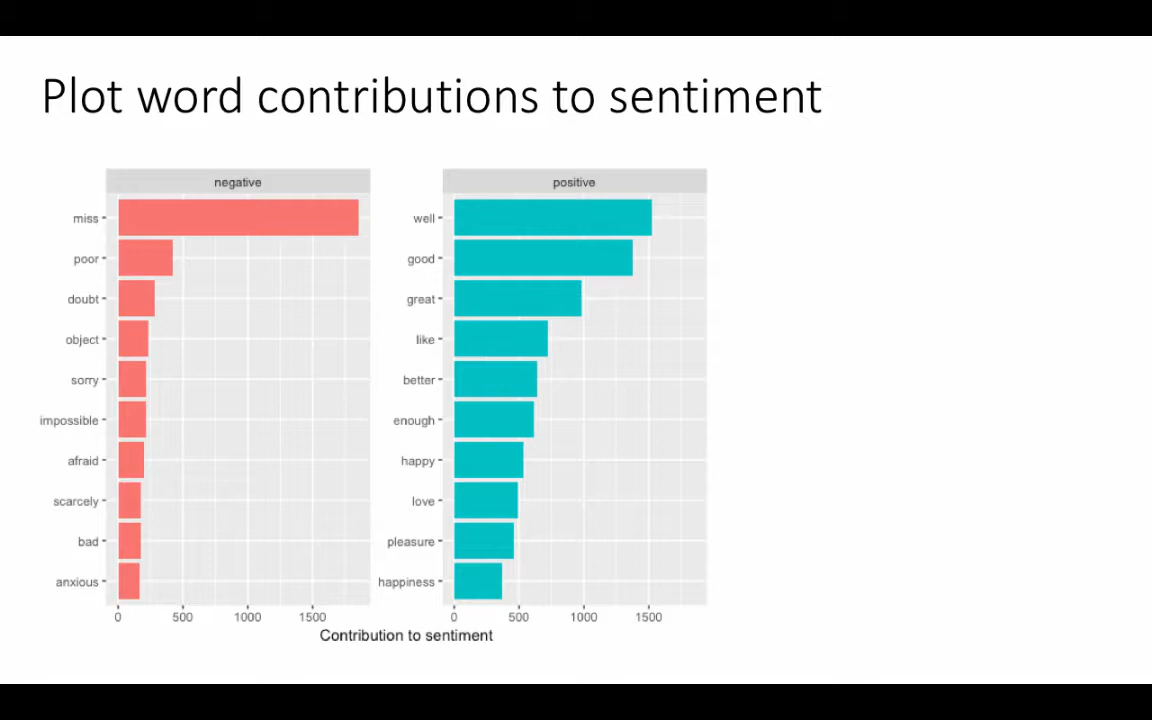 Plot word contributions to sentiment
negative
miss
poor
doubt
object
sorry
impossible
afraid
scarcely
bad
anxious
0 500 1000 1500
positive
well
good
great
like
better
enough
happy
love
pleasure
happiness
0 500 1000 1500
Contribution to sentiment